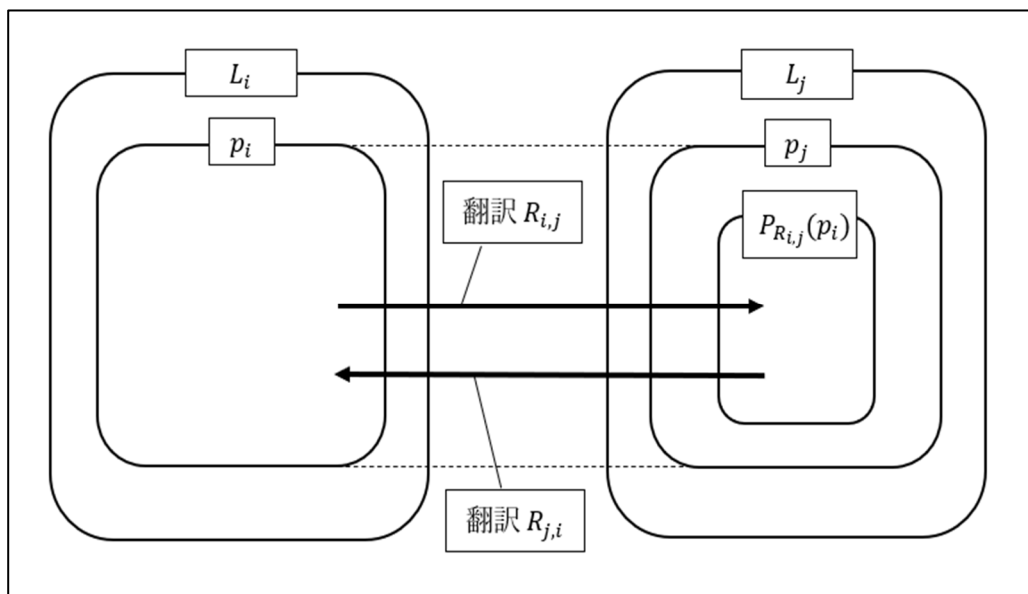 L_i
L_j
p_i
p_j
翻訳 R_{i,j}
P_{R_{i,j}}(p_i)
翻訳 R_{j,i}